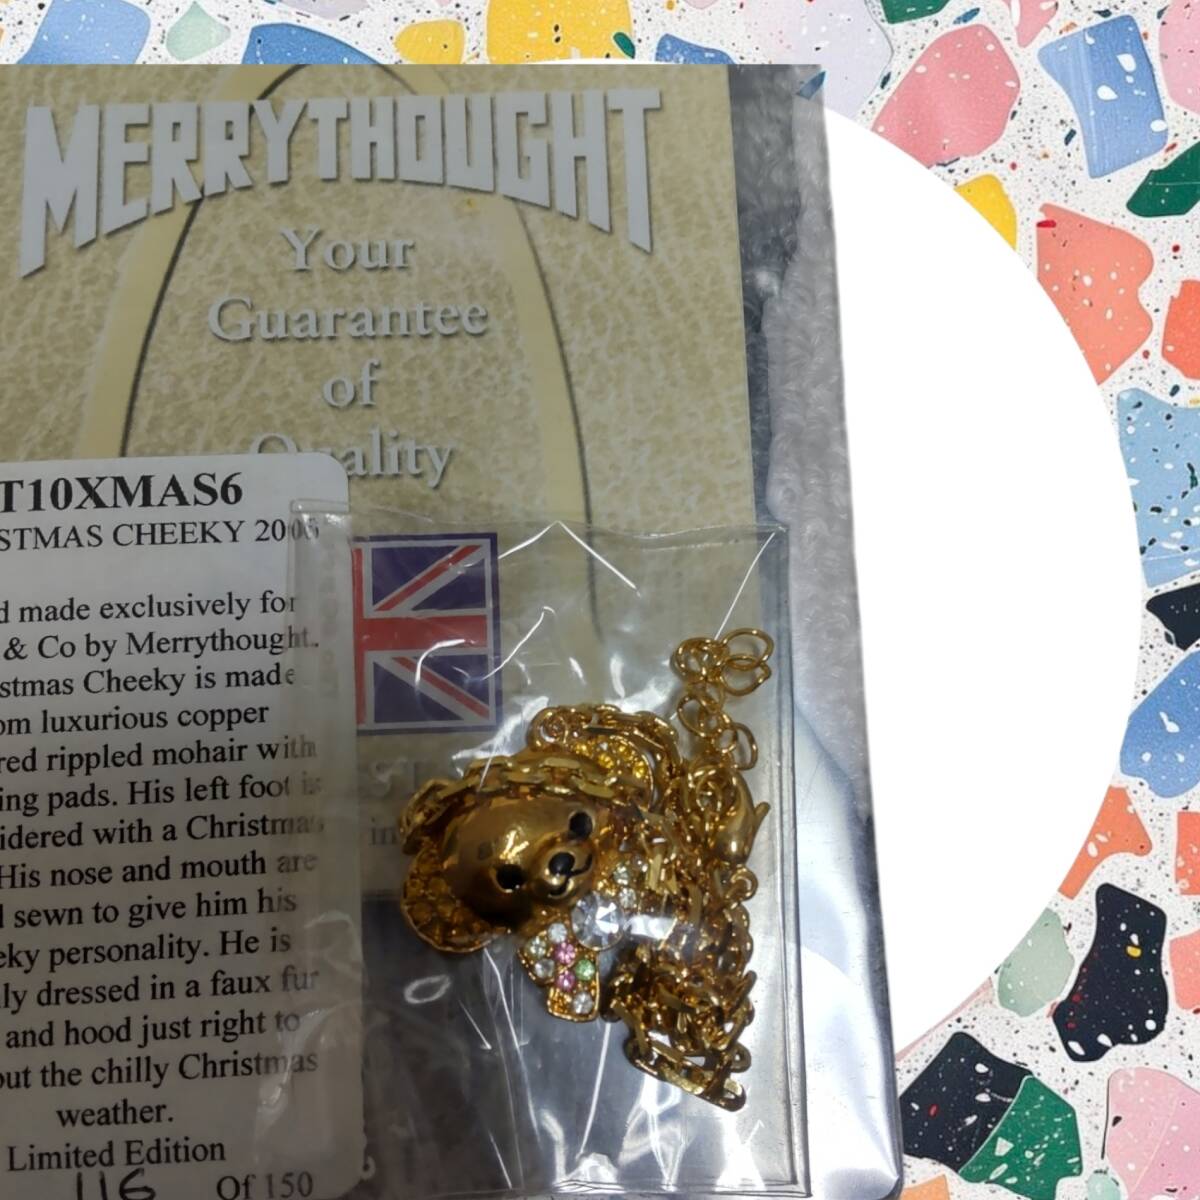 MERRYTHOUGHT
Your
Guarantee
of
Quality
T10XMAS6
STMAS CHEEKY 2006
d made exclusively for
& Co by Merrythought.
stmas Cheeky is made
om luxurious copper
red rippled mohair with
ing pads. His left foot is
idered with a Christmas
His nose and mouth are
l sewn to give him his
eky personality. He is
ly dressed in a faux fur
and hood just right to
out the chilly Christmas
weather.
Limited Edition
116 Of 150